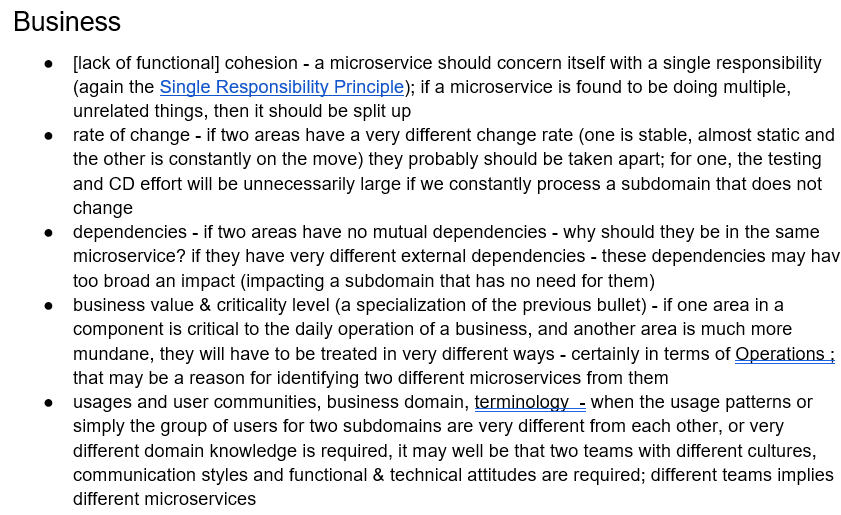 Business
● [lack of functional] cohesion - a microservice should concern itself with a single responsibility
(again the Single Responsibility Principle); if a microservice is found to be doing multiple,
unrelated things, then it should be split up
● rate of change - if two areas have a very different change rate (one is stable, almost static and
the other is constantly on the move) they probably should be taken apart; for one, the testing
and CD effort will be unnecessarily large if we constantly process a subdomain that does not
change
● dependencies - if two areas have no mutual dependencies - why should they be in the same
microservice? if they have very different external dependencies - these dependencies may hav
too broad an impact (impacting a subdomain that has no need for them)
● business value & criticality level (a specialization of the previous bullet) - if one area in a
component is critical to the daily operation of a business, and another area is much more
mundane, they will have to be treated in very different ways - certainly in terms of Operations ;
that may be a reason for identifying two different microservices from them
● usages and user communities, business domain, terminology  - when the usage patterns or
simply the group of users for two subdomains are very different from each other, or very
different domain knowledge is required, it may well be that two teams with different cultures,
communication styles and functional & technical attitudes are required; different teams implies
different microservices